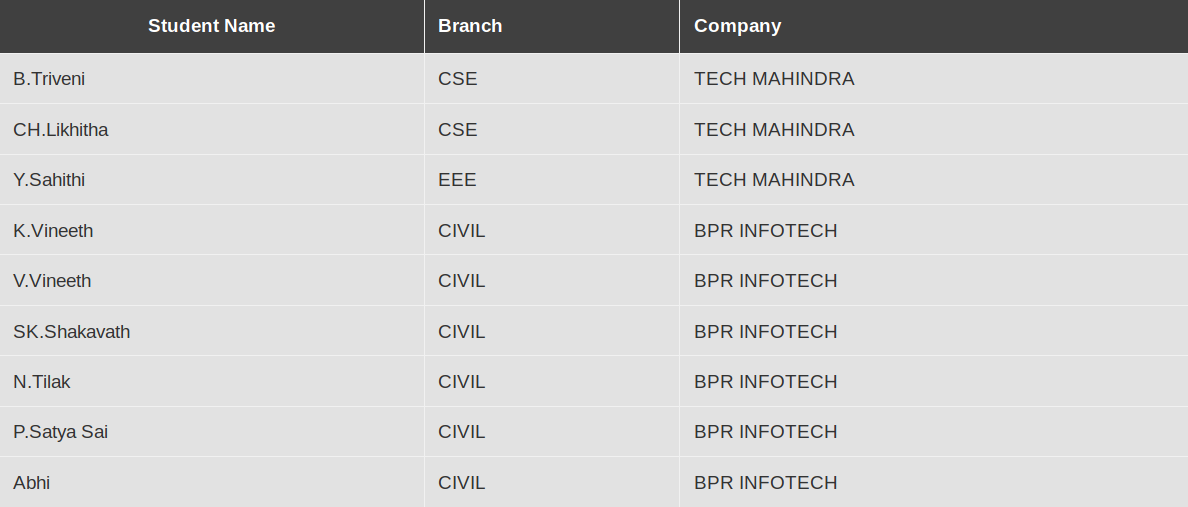 Student Name Branch Company
B.Triveni CSE TECH MAHINDRA
CH.Likhitha CSE TECH MAHINDRA
Y.Sahithi EEE TECH MAHINDRA
K.Vineeth CIVIL BPR INFOTECH
V.Vineeth CIVIL BPR INFOTECH
SK.Shakavath CIVIL BPR INFOTECH
N.Tilak CIVIL BPR INFOTECH
P.Satya Sai CIVIL BPR INFOTECH
Abhi CIVIL BPR INFOTECH